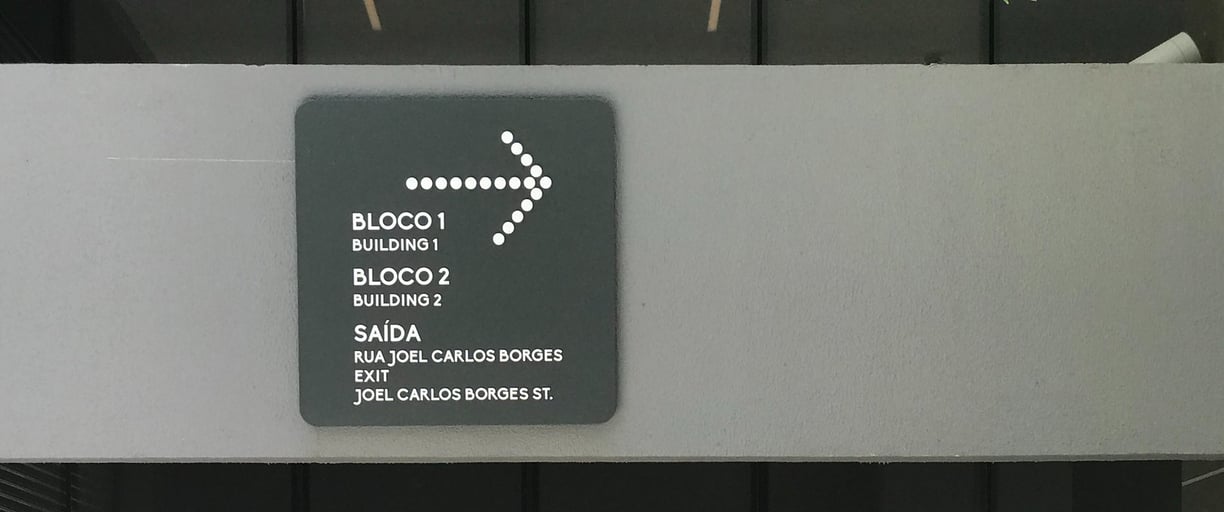 BLOCO 1
BUILDING 1
BLOCO 2
BUILDING 2
SAÍDA
RUA JOEL CARLOS BORGES
EXIT
JOEL CARLOS BORGES ST.